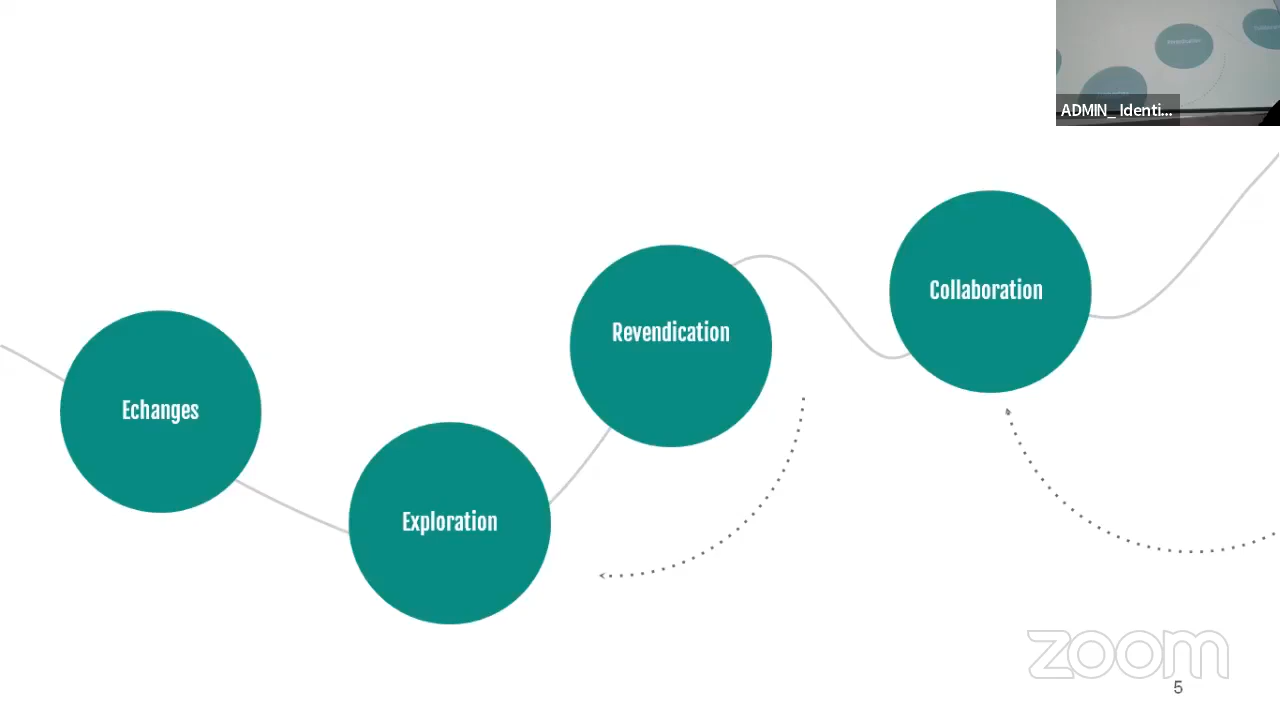 ADMIN_ Identi...
Echanges
Exploration
Revendication
Collaboration
zoom
5